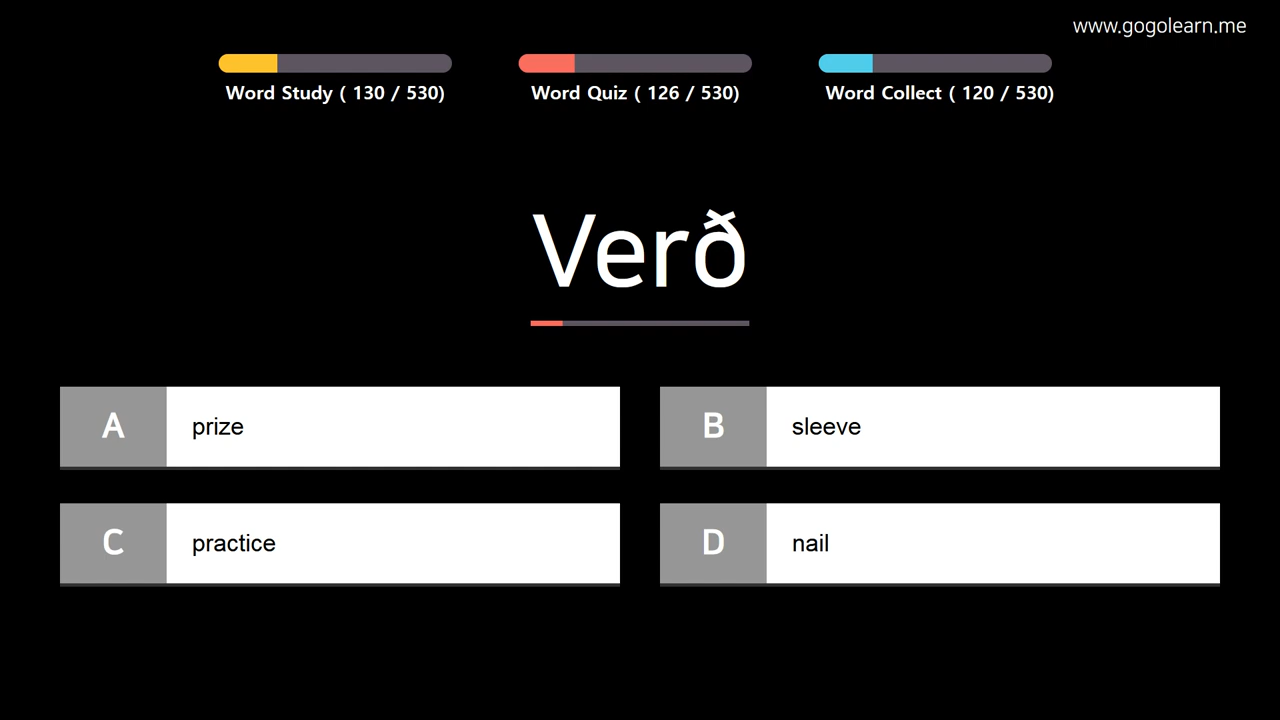 www.gogolearn.me
Word Study ( 130 / 530)
Word Quiz ( 126 / 530)
Word Collect ( 120 / 530)
Verð
A prize
B sleeve
C practice
D nail